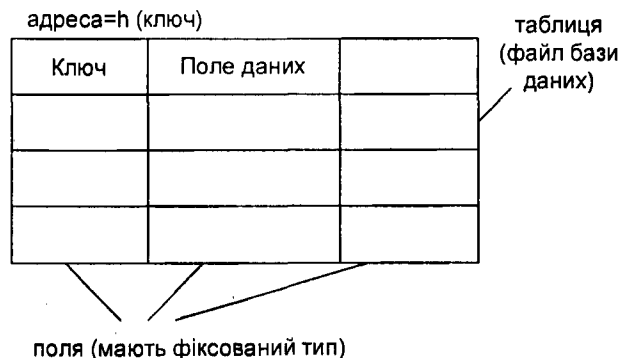 адреса=h (ключ)
таблиця
(файл бази
даних)
Ключ
Поле даних
поля (мають фіксований тип)